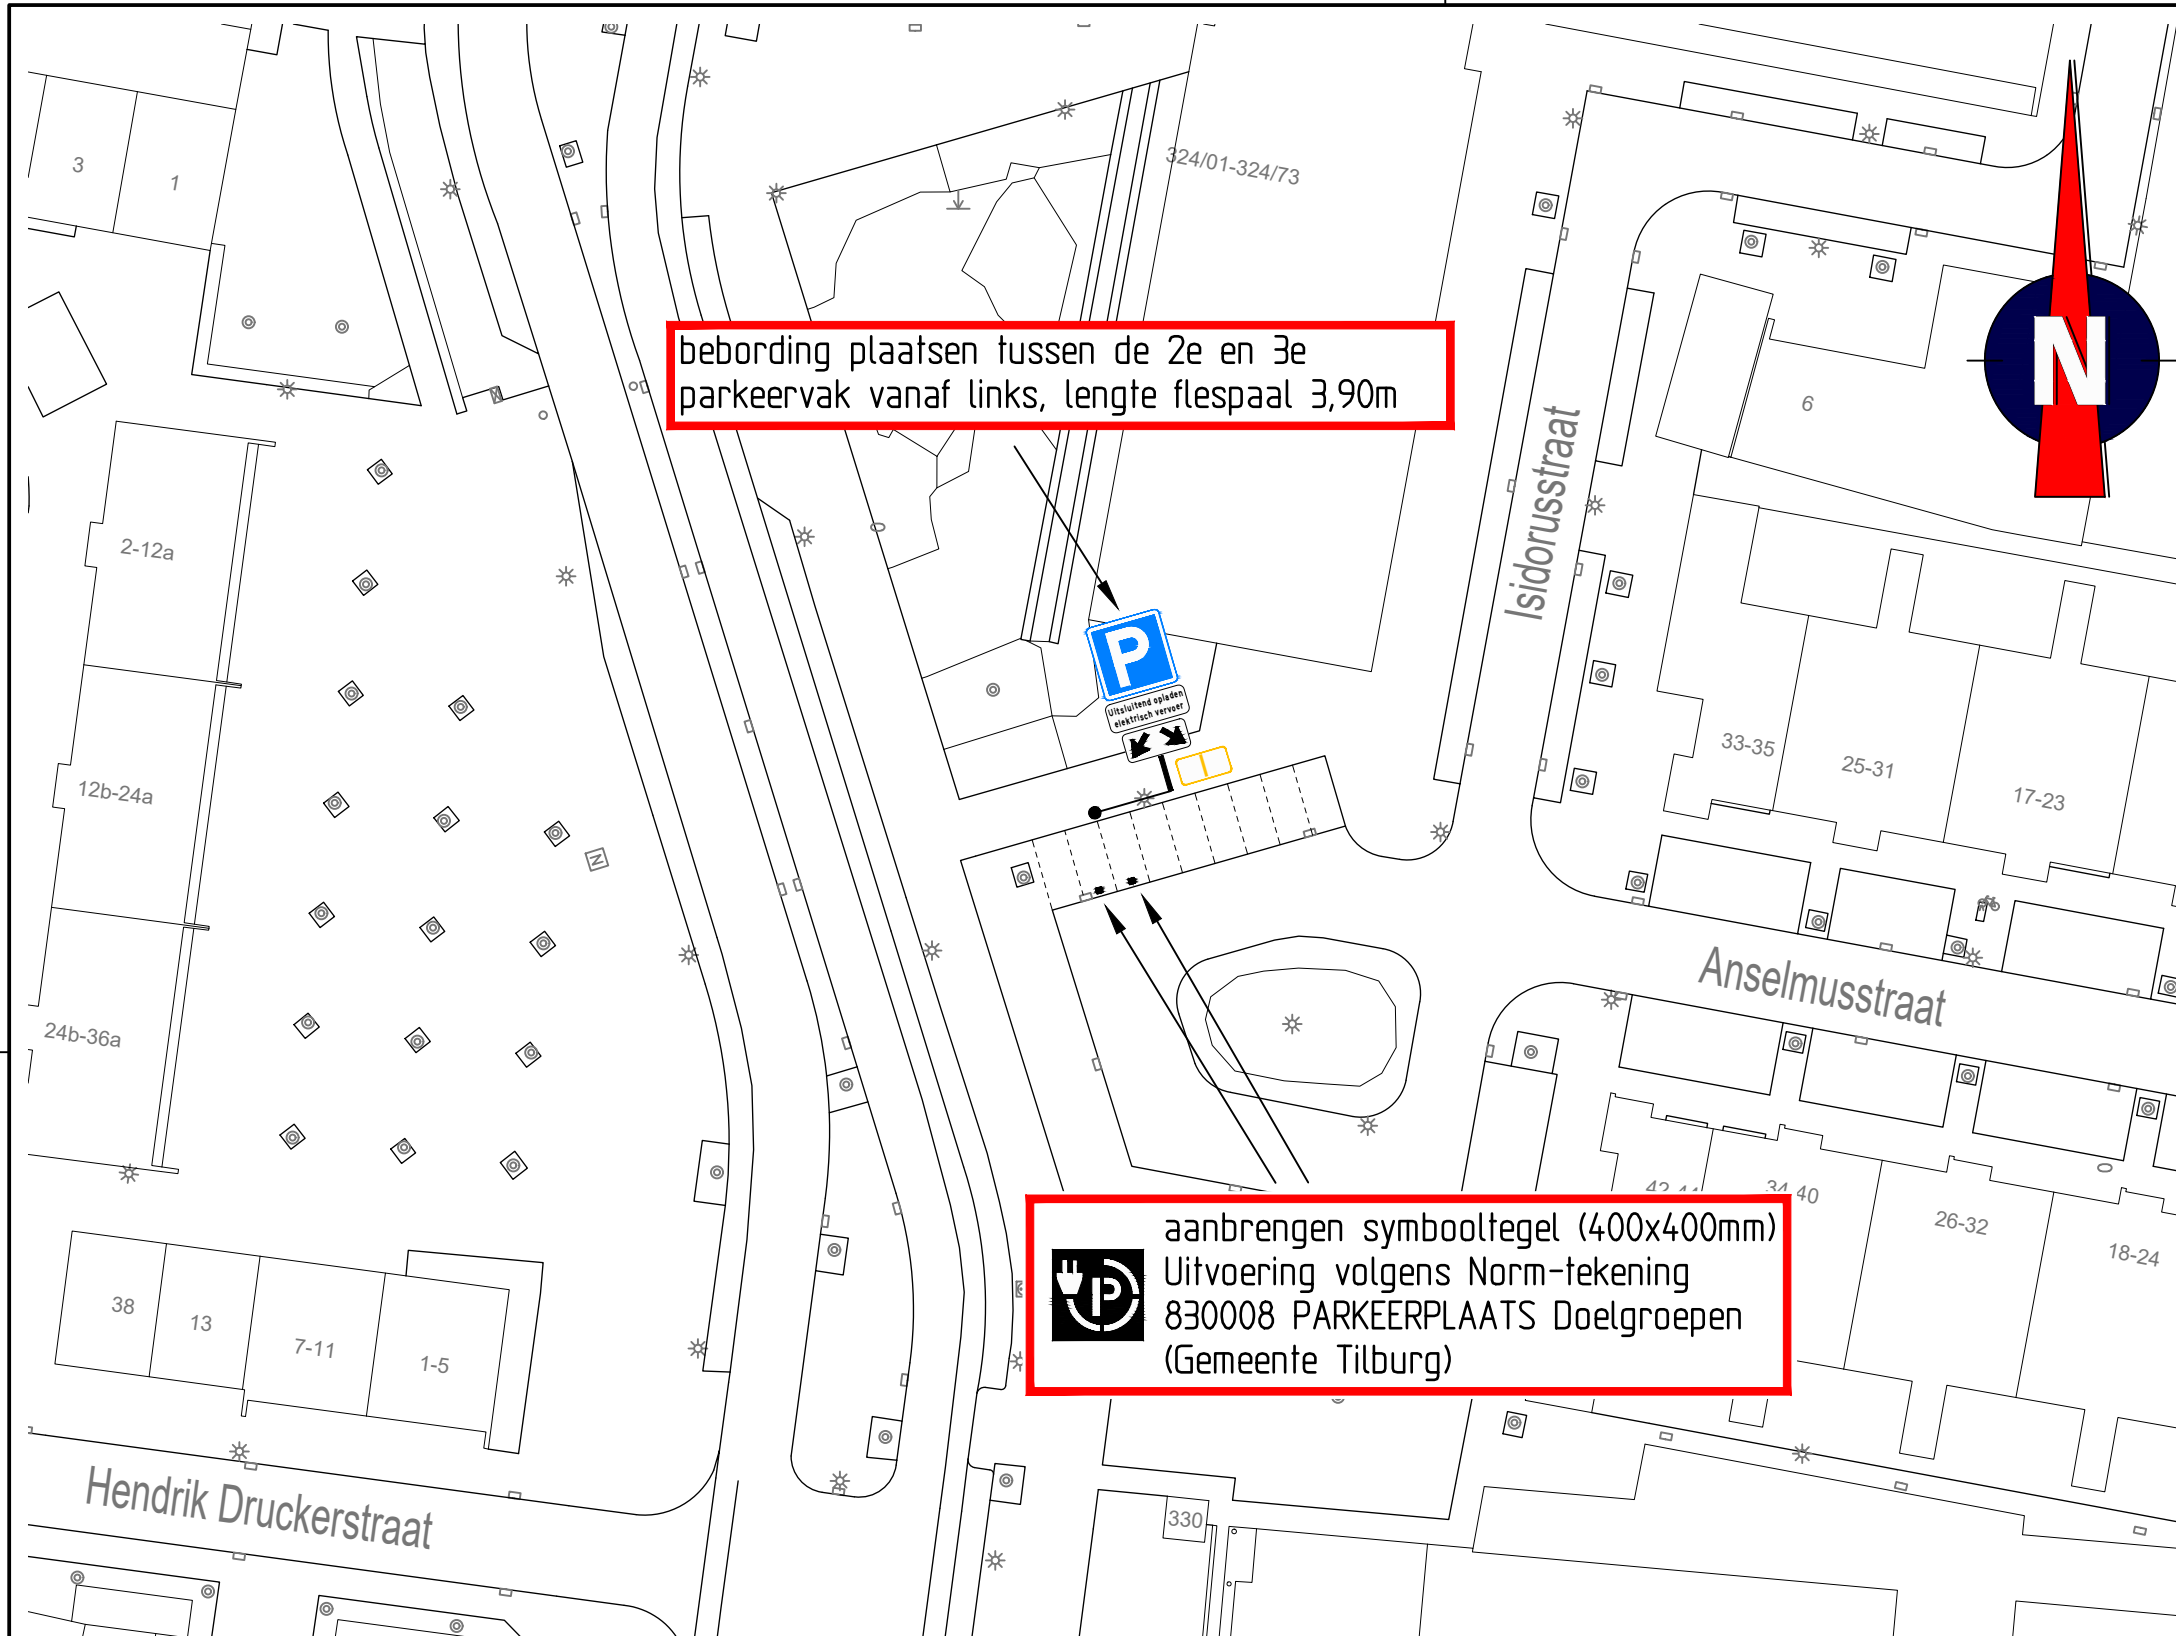 3
1
324/01-324/73
N
bebording plaatsen tussen de 2e en 3e
parkeervak vanaf links, lengte flespaal 3,90m
6
Isidorusstraat
2-12a
P
Uitsluitend opladen
elektrisch vervoer
33-35
25-31
17-23
12b-24a
Anselmusstraat
24b-36a
34-40
26-32
18-24
aanbrengen symbooltegel (400x400mm)
Uitvoering volgens Norm-tekening
830008 PARKEERPLAATS Doelgroepen
(Gemeente Tilburg)
P
38
13
7-11
1-5
Hendrik Druckerstraat
330